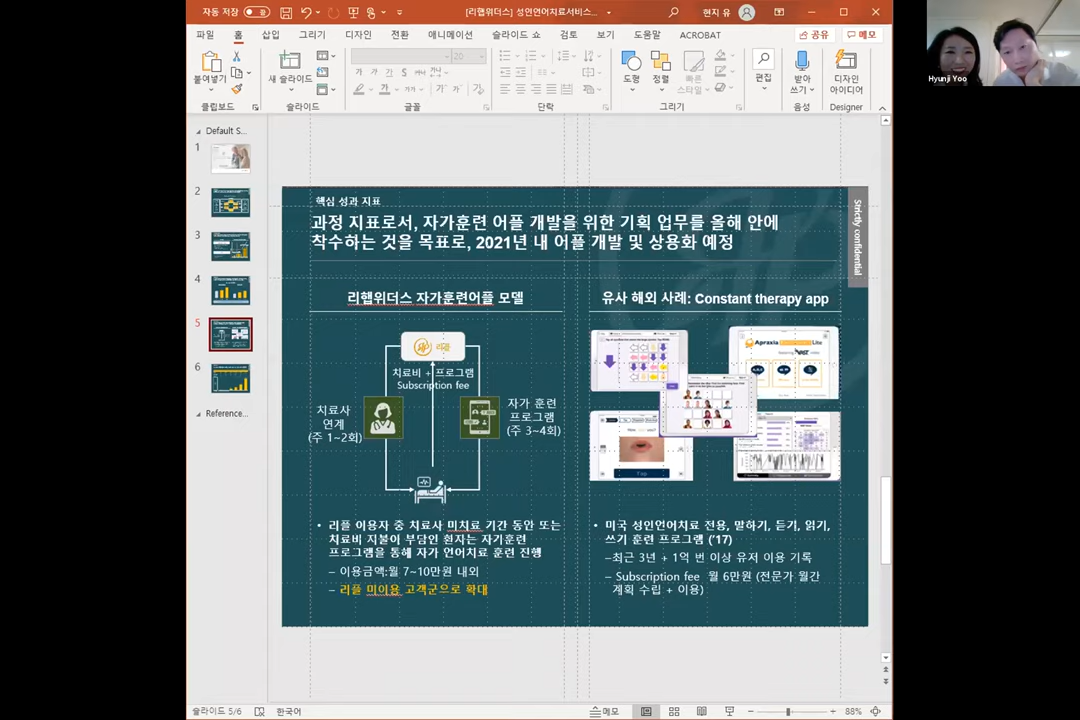 자동 저장
[리햅위더스] 성인언어치료서비스...
현지 유
파일 홈 삽입 그리기 디자인 전환 애니메이션 슬라이드 쇼 검토 보기 도움말 ACROBAT
공유
메모
붙여넣기
새 슬라이드
20
도형
정렬
빠른 스타일
편집
받아쓰기
디자인 아이디어
클립보드
슬라이드
글꼴
단락
그리기
음성
Designer
Hyunji Yoo
Default S...
1
2
3
4
5
6
Reference...
핵심 성과 지표
과정 지표로서, 자가훈련 어플 개발을 위한 기획 업무를 올해 안에
착수하는 것을 목표로, 2021년 내 어플 개발 및 상용화 예정
Strictly confidential
리햅위더스 자가훈련어플 모델
리플
치료비 + 프로그램
Subscription fee
치료사
연계
(주 1~2회)
자가 훈련
프로그램
(주 3~4회)
• 리플 이용자 중 치료사 미치료 기간 동안 또는
치료비 지불이 부담인 환자는 자기훈련
프로그램을 통해 자가 언어치료 훈련 진행
– 이용금액:월 7~10만원 내외
– 리플 미이용 고객군으로 확대
유사 해외 사례: Constant therapy app
Apraxia
Lite
• 미국 성인언어치료 전용, 말하기, 듣기, 읽기,
쓰기 훈련 프로그램 ('17)
–최근 3년 + 1억 번 이상 유저 이용 기록
– Subscription fee 월 6만원 (전문가 월간
계획 수립 + 이용)
슬라이드 5/6
한국어
메모
88%